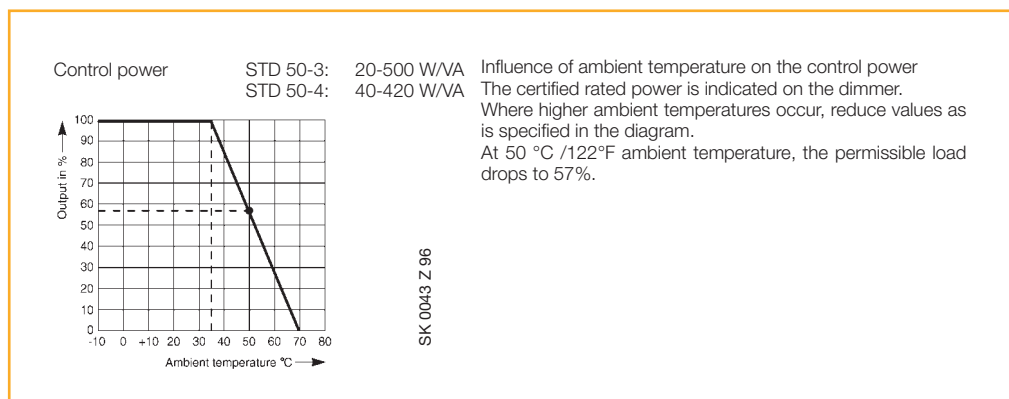 Control power STD 50-3: 20-500 W/VA
STD 50-4: 40-420 W/VA
Influence of ambient temperature on the control power
The certified rated power is indicated on the dimmer.
Where higher ambient temperatures occur, reduce values as
is specified in the diagram.
At 50 °C /122°F ambient temperature, the permissible load
drops to 57%.
Output in %
100
90
80
70
60
50
40
30
20
10
0
-10 0 +10 20 30 40 50 60 70 80
Ambient temperature °C
SK 0043 Z 96